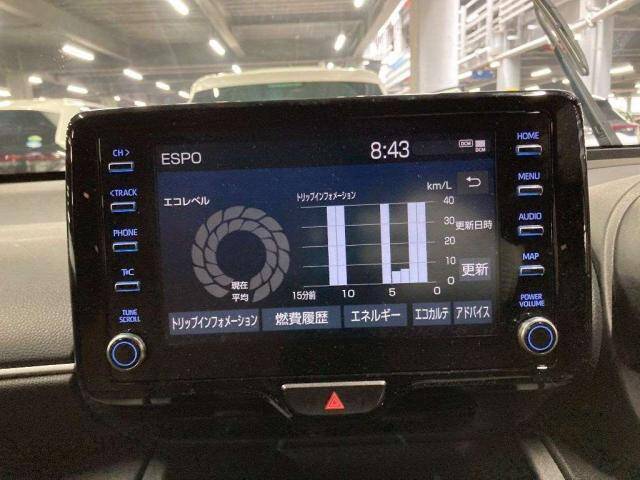 CH >
< TRACK
PHONE
T∧C
TUNE
SCROLL
ESPO
8:43
DCM
DCM
エコレベル
現在
平均
トリップインフォメーション
km/L
40
30
20
10
0
15分前
10
5
0
更新日時
更新
トリップインフォメーション
燃費履歴
エネルギー
エコカルテ
アドバイス
HOME
MENU
AUDIO
MAP
POWER
VOLUME